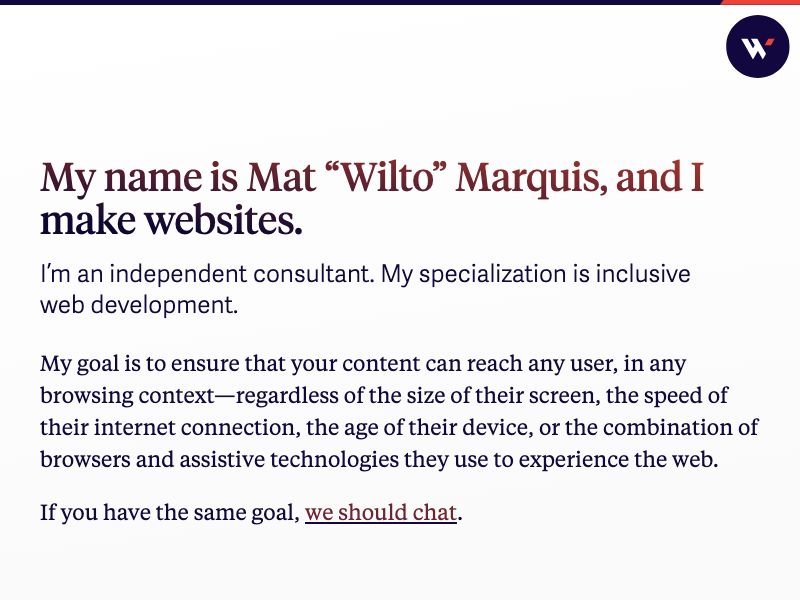 My name is Mat “Wilto” Marquis, and I
make websites.
I’m an independent consultant. My specialization is inclusive
web development.
My goal is to ensure that your content can reach any user, in any
browsing context—regardless of the size of their screen, the speed of
their internet connection, the age of their device, or the combination of
browsers and assistive technologies they use to experience the web.
If you have the same goal, we should chat.